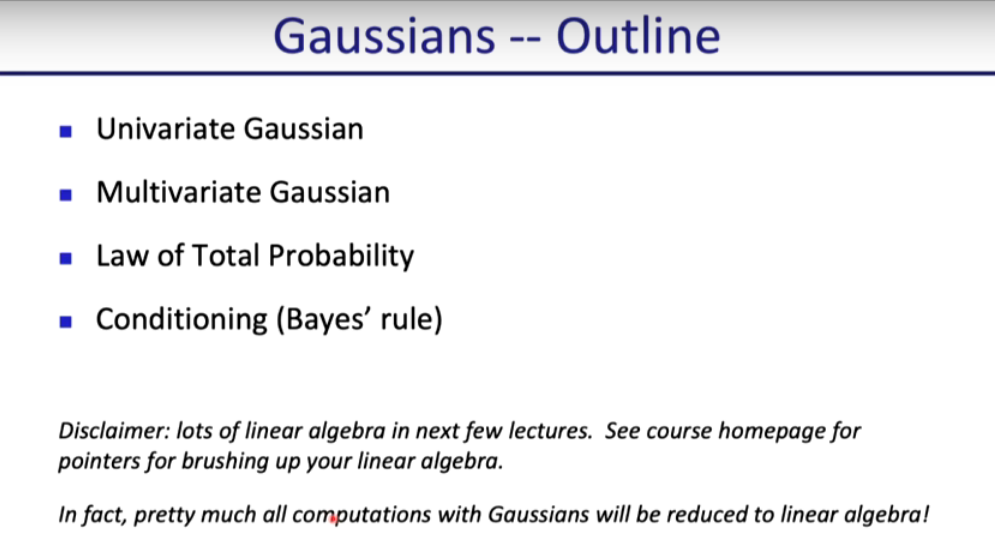 Gaussians -- Outline
Univariate Gaussian
Multivariate Gaussian
Law of Total Probability
Conditioning (Bayes’ rule)
Disclaimer: lots of linear algebra in next few lectures.  See course homepage for
pointers for brushing up your linear algebra.
In fact, pretty much all computations with Gaussians will be reduced to linear algebra!